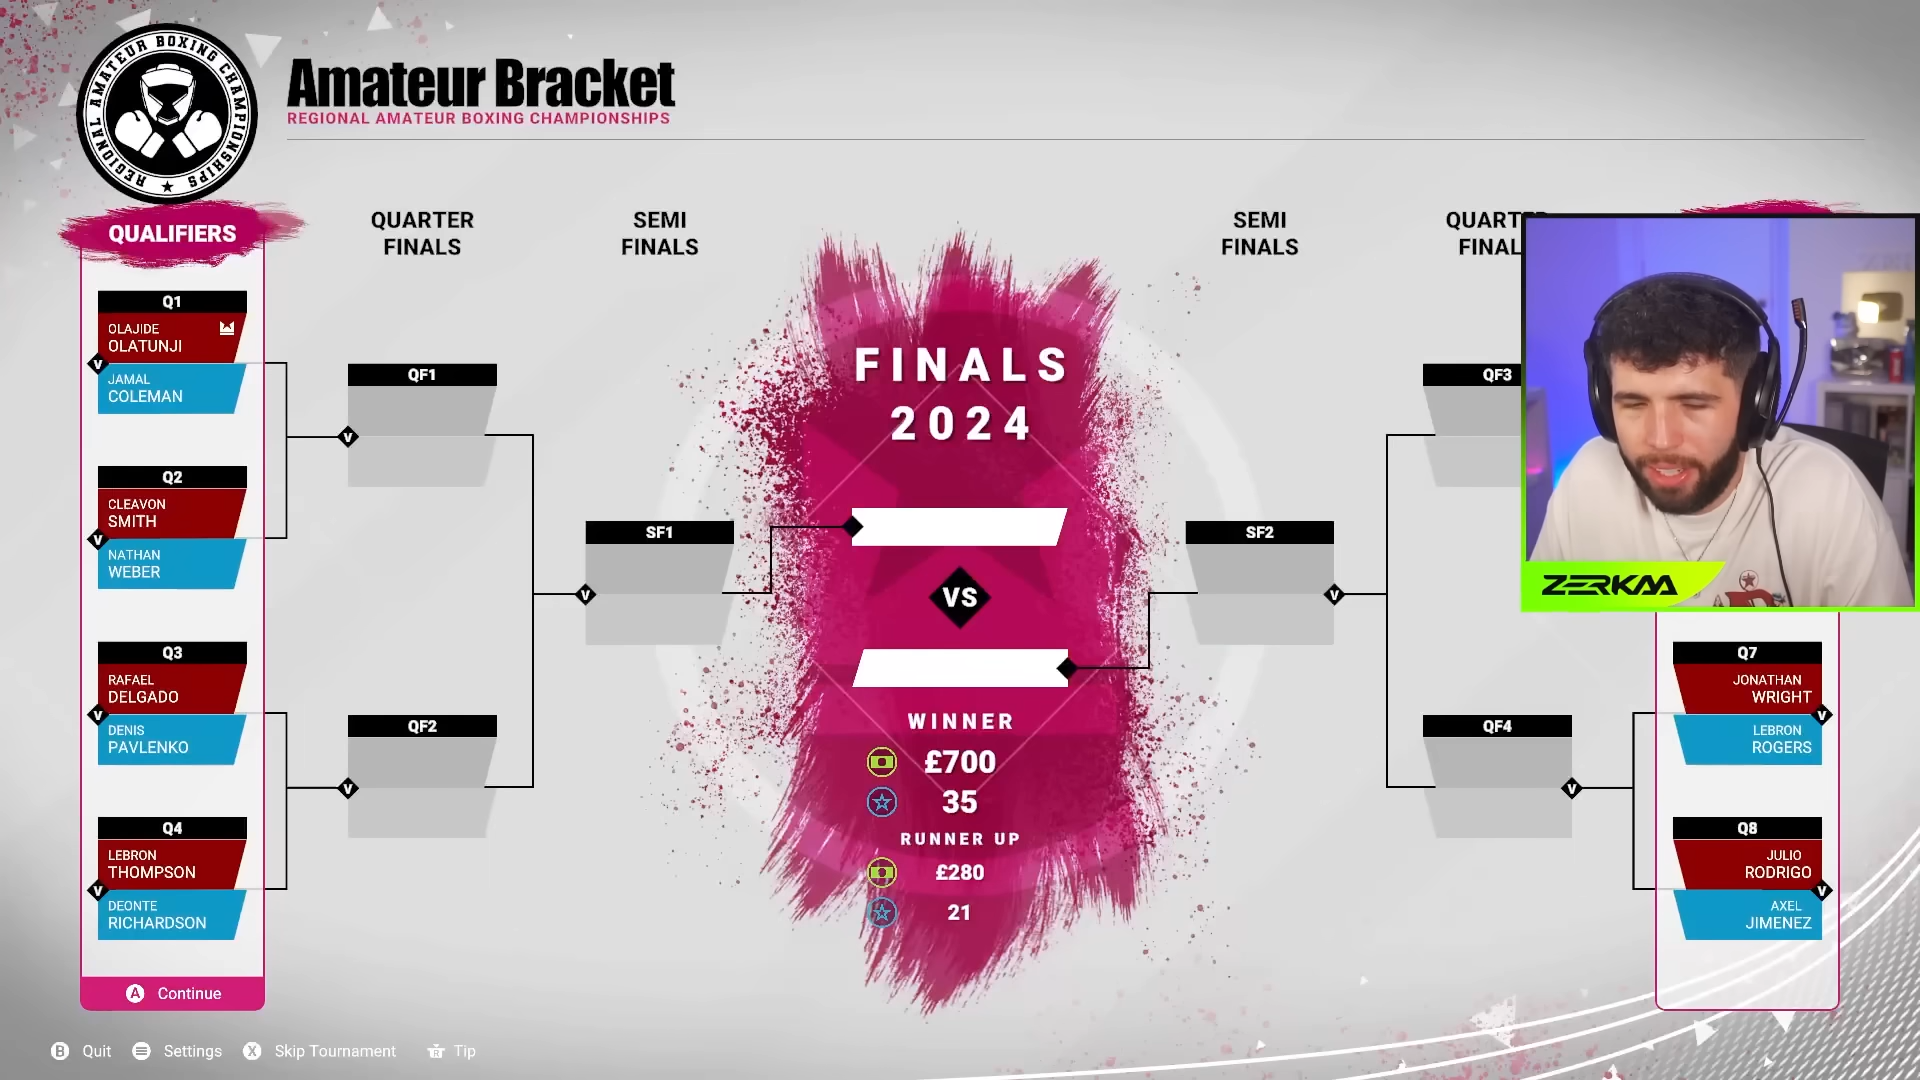 REGIONAL AMATEUR BOXING CHAMPIONSHIPS
Amateur Bracket
REGIONAL AMATEUR BOXING CHAMPIONSHIPS
QUALIFIERS
QUARTER
FINALS
SEMI
FINALS
SEMI
FINALS
Q1
OLAJIDE
OLATUNJI
V
JAMAL
COLEMAN
Q2
CLEAVON
SMITH
V
NATHAN
WEBER
Q3
RAFAEL
DELGADO
V
DENIS
PAVLENKO
Q4
LEBRON
THOMPSON
V
DEONTE
RICHARDSON
A Continue
QF1
V
QF2
V
SF1
V
FINALS
2024
VS
WINNER
£700
35
RUNNER UP
£280
21
SF2
V
QF3
QF4
V
ZERKAA
Q7
JONATHAN
WRIGHT
V
LEBRON
ROGERS
Q8
JULIO
RODRIGO
V
AXEL
JIMENEZ
B Quit
Settings
X Skip Tournament
Tip